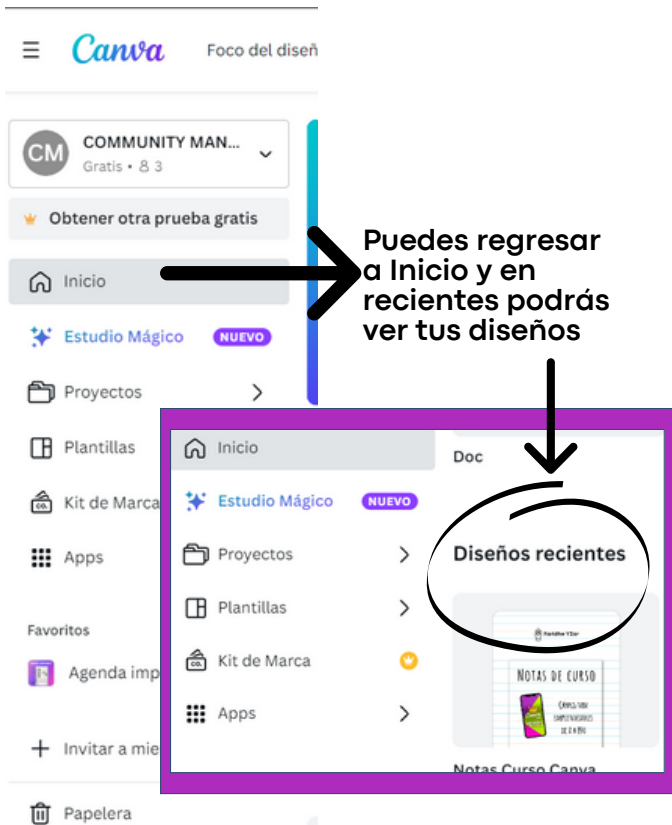 Canva
Foco del diseñ
CM
COMMUNITY MAN...
Gratis • 3
Obtener otra prueba gratis
Inicio
Estudio Mágico NUEVO
Proyectos
Plantillas
Kit de Marca
CO.
Apps
Favoritos
Agenda imp
Invitar a mie
Papelera
Puedes regresar
a Inicio y en
recientes podrás
ver tus diseños
Inicio
Estudio Mágico NUEVO
Proyectos
Plantillas
Kit de Marca
CO.
Apps
Doc
Diseños recientes
NOTAS DE CURSO
Notas Curso Canva